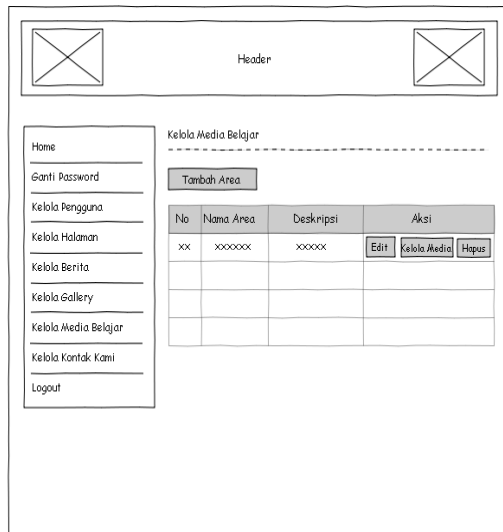 Header
Home
Ganti Password
Kelola Pengguna
Kelola Halaman
Kelola Berita
Kelola Gallery
Kelola Media Belajar
Kelola Kontak Kami
Logout
Kelola Media Belajar
Tambah Area
No Nama Area Deskripsi Aksi
xx xxxxxx xxxxx Edit Kelola Media Hapus